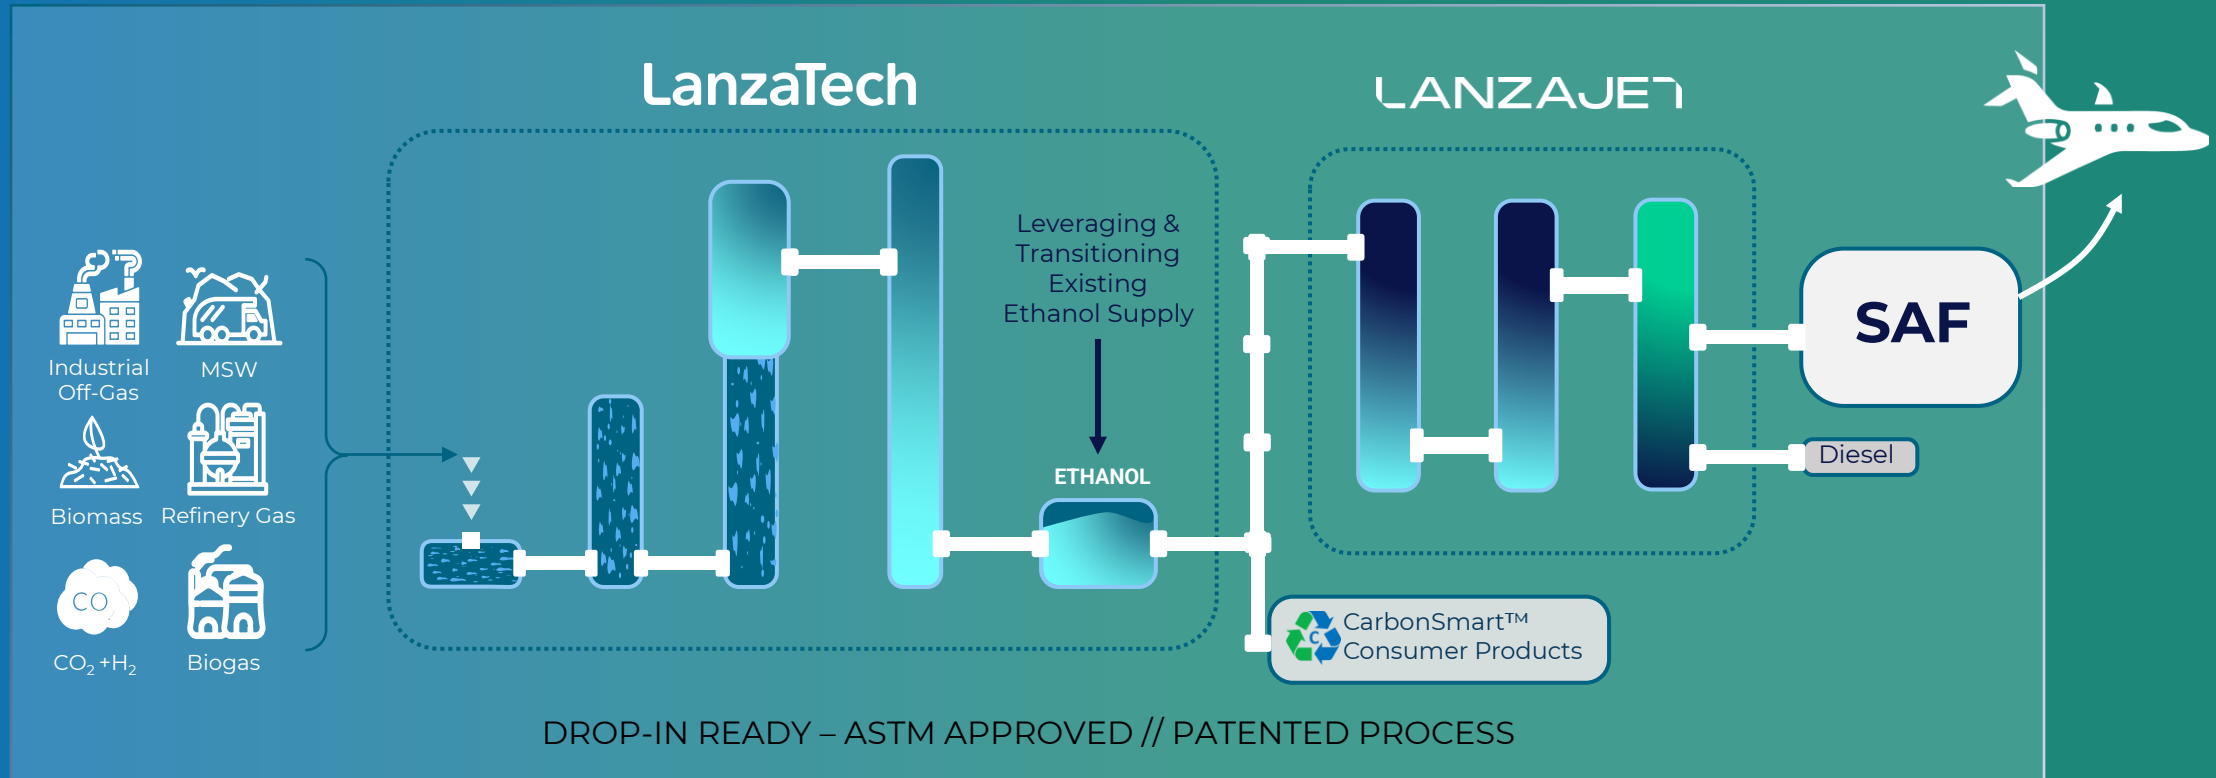 LanzaTech
LANZAJET
Industrial
Off-Gas
MSW
Biomass
Refinery Gas
CO
CO₂ +H₂
Biogas
Leveraging &
Transitioning
Existing
Ethanol Supply
ETHANOL
SAF
Diesel
C
CarbonSmart™
Consumer Products
DROP-IN READY – ASTM APPROVED // PATENTED PROCESS